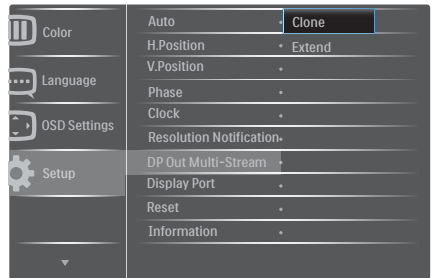 Color
Language
OSD Settings
Setup
Auto
H.Position
V.Position
Phase
Clock
Resolution Notification
DP Out Multi-Stream
Display Port
Reset
Information
Clone
Extend